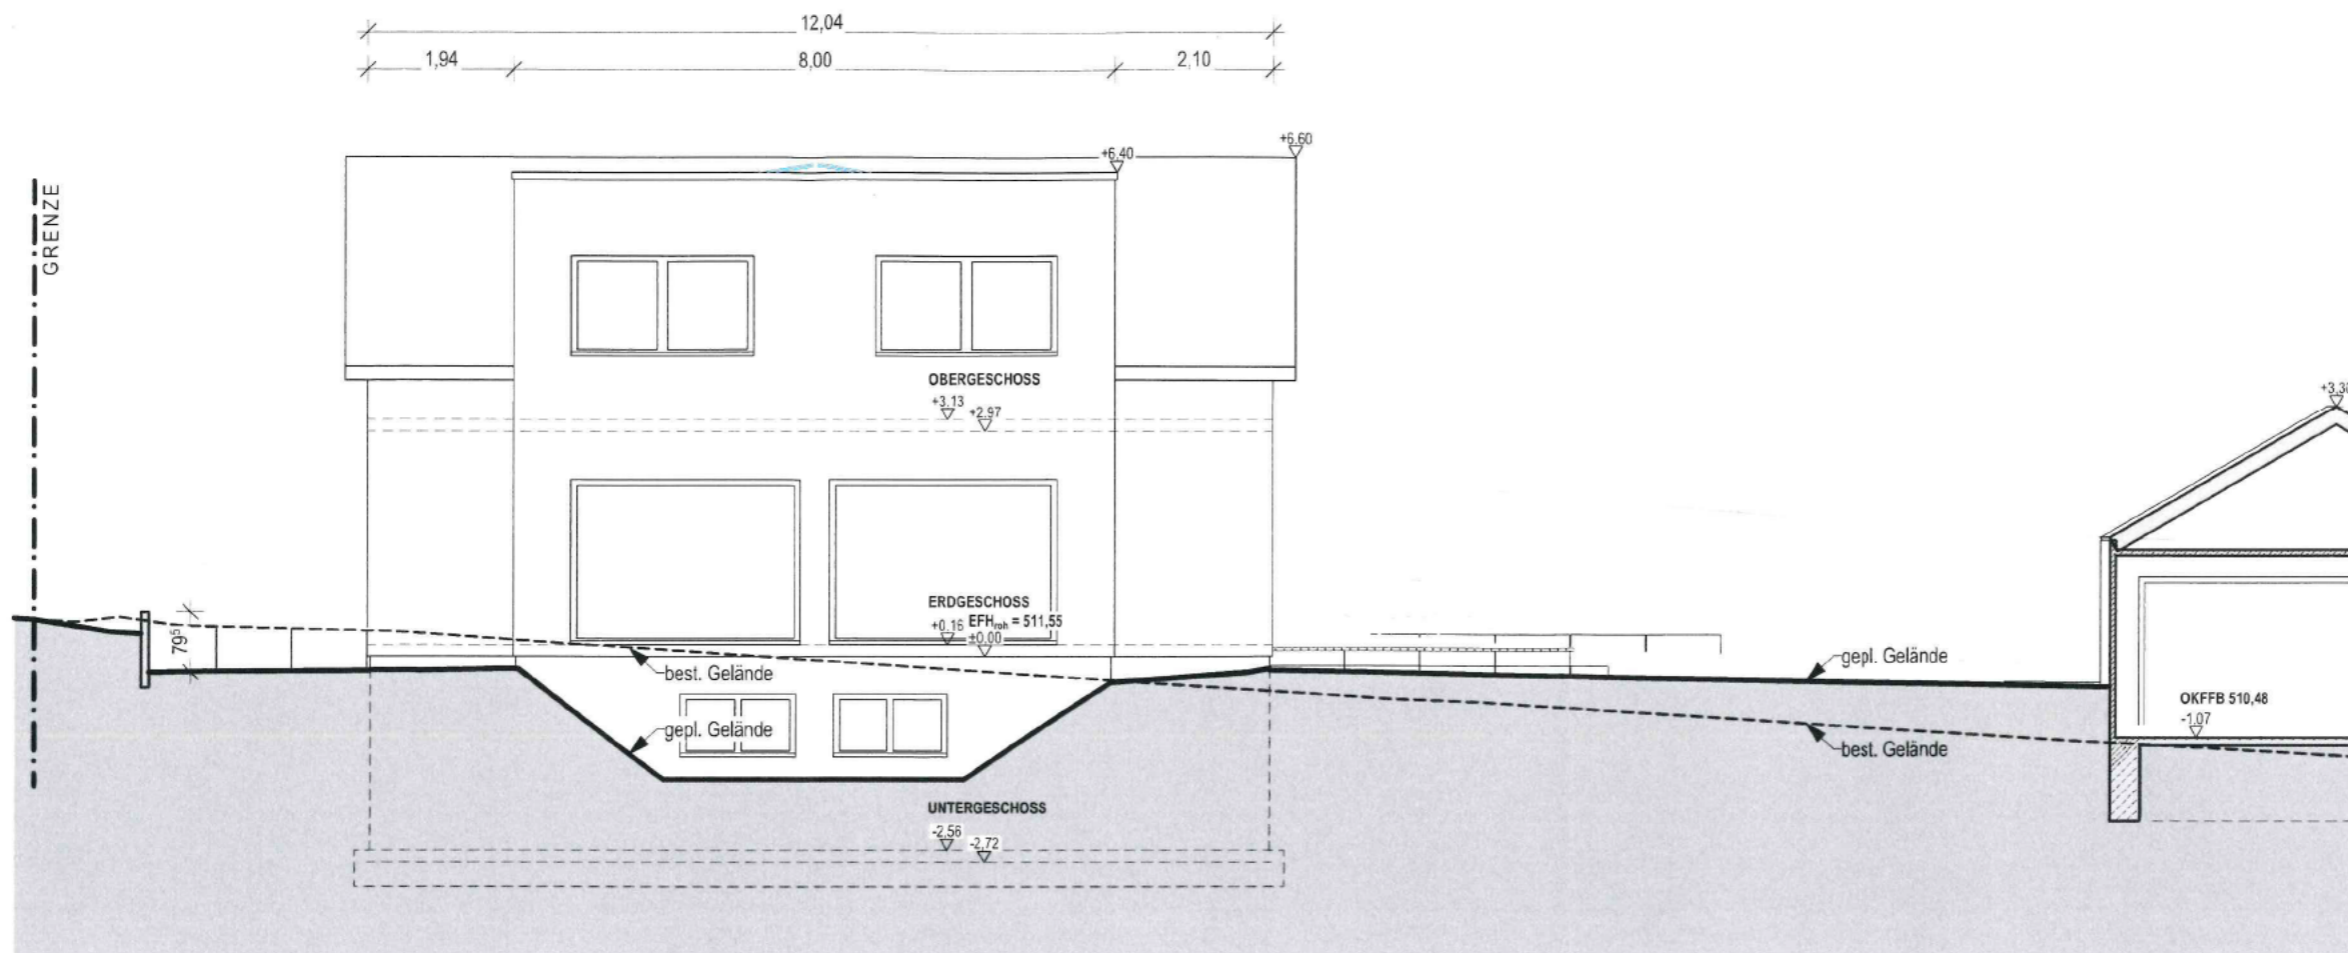 12,04
1,94
8,00
2,10
+6,60
+6,40
GRENZE
OBERGESCHOSS
+3,13
+2,97
ERDGESCHOSS
+0,16
EFHroh = 511,55
±0,00
79⁵
best. Gelände
gepl. Gelände
gepl. Gelände
best. Gelände
OKFFB 510,48
-1,07
UNTERGESCHOSS
-2,56
-2,72